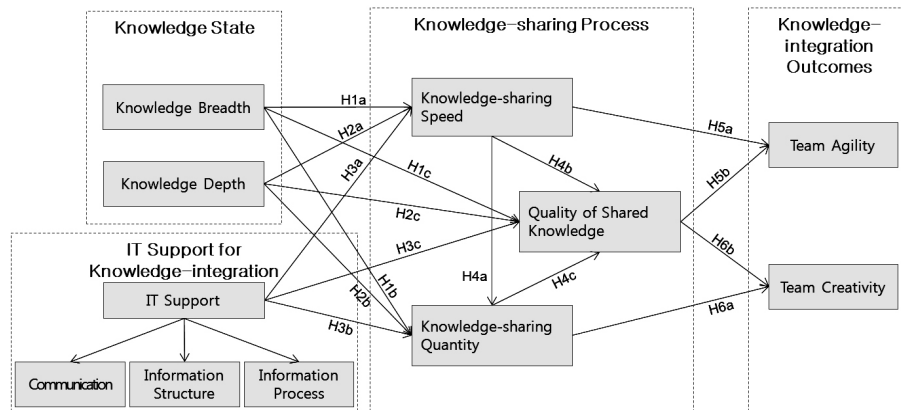 Knowledge State
Knowledge-sharing Process
Knowledge-
integration
Outcomes
Knowledge Breadth
Knowledge Depth
IT Support for
Knowledge-integration
IT Support
Communication
Information
Structure
Information
Process
Knowledge-sharing
Speed
Quality of Shared
Knowledge
Knowledge-sharing
Quantity
Team Agility
Team Creativity
H1a
H2a
H3a
H1c
H2c
H3c
H1b
H2b
H3b
H4b
H4a
H4c
H5a
H5b
H6b
H6a